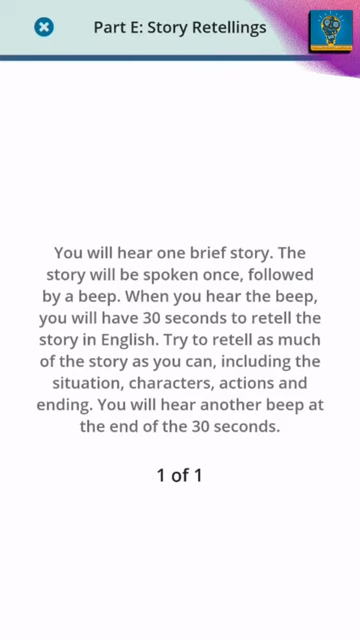 Part E: Story Retellings
You will hear one brief story. The
story will be spoken once, followed
by a beep. When you hear the beep,
you will have 30 seconds to retell the
story in English. Try to retell as much
of the story as you can, including the
situation, characters, actions and
ending. You will hear another beep at
the end of the 30 seconds.
1 of 1